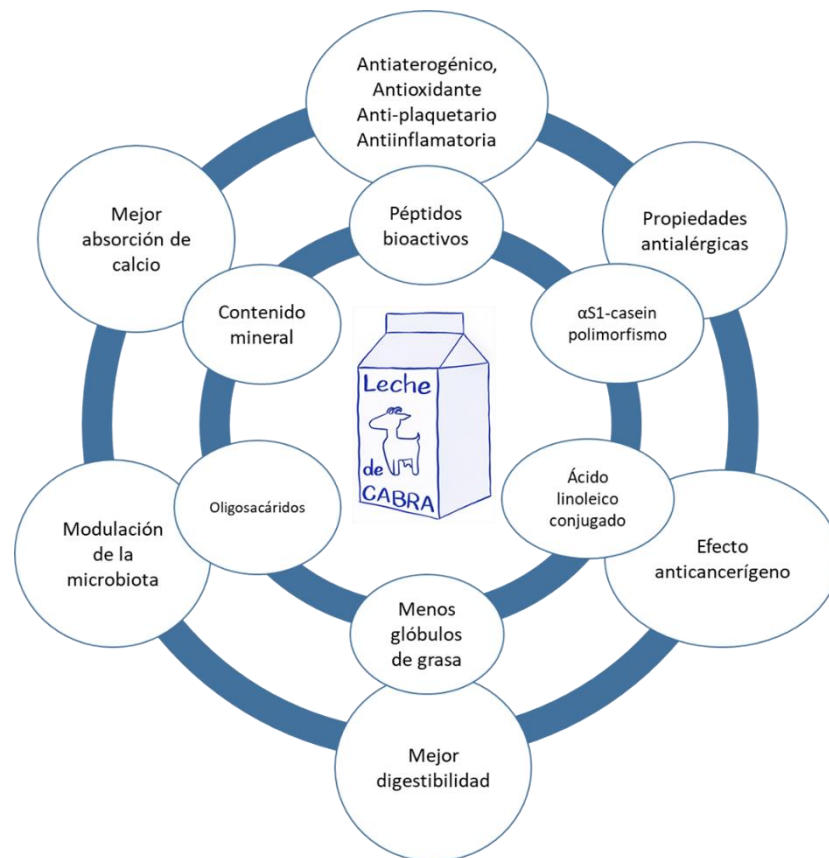 Antiaterogénico,
Antioxidante
Anti-plaquetario
Antiinflamatoria
Péptidos
bioactivos
Propiedades
antialérgicas
αS1-casein
polimorfismo
Efecto
anticancerígeno
Ácido
linoleico
conjugado
Mejor
digestibilidad
Menos
glóbulos
de grasa
Modulación
de la
microbiota
Oligosacáridos
Mejor
absorción de
calcio
Contenido
mineral
Leche
de
CABRA